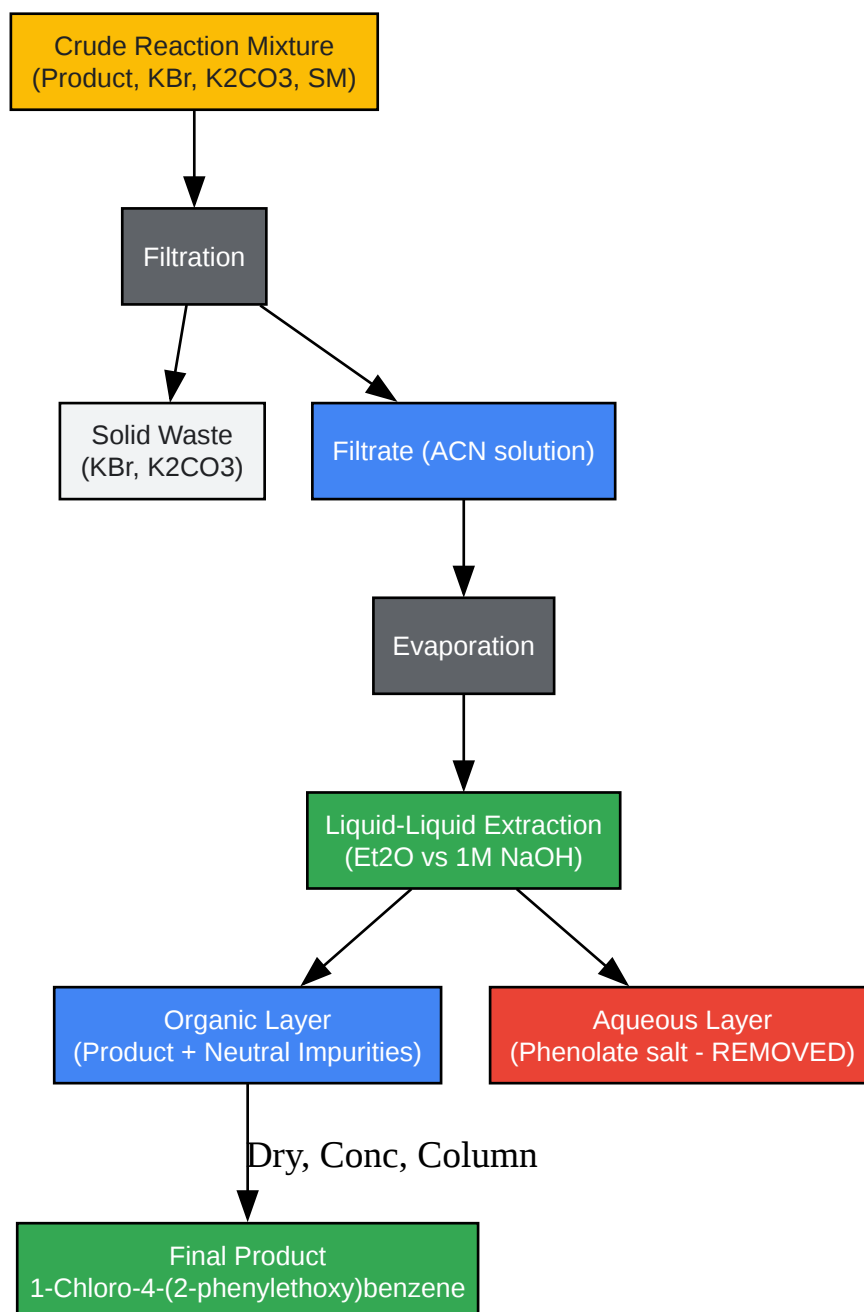 Crude Reaction Mixture
(Product, KBr, K2CO3, SM)
Filtration
Solid Waste
(KBr, K2CO3)
Filtrate (ACN solution)
Evaporation
Liquid-Liquid Extraction
(Et2O vs 1M NaOH)
Organic Layer
(Product + Neutral Impurities)
Aqueous Layer
(Phenolate salt - REMOVED)
Dry, Conc, Column
Final Product
1-Chloro-4-(2-phenylethoxy)benzene